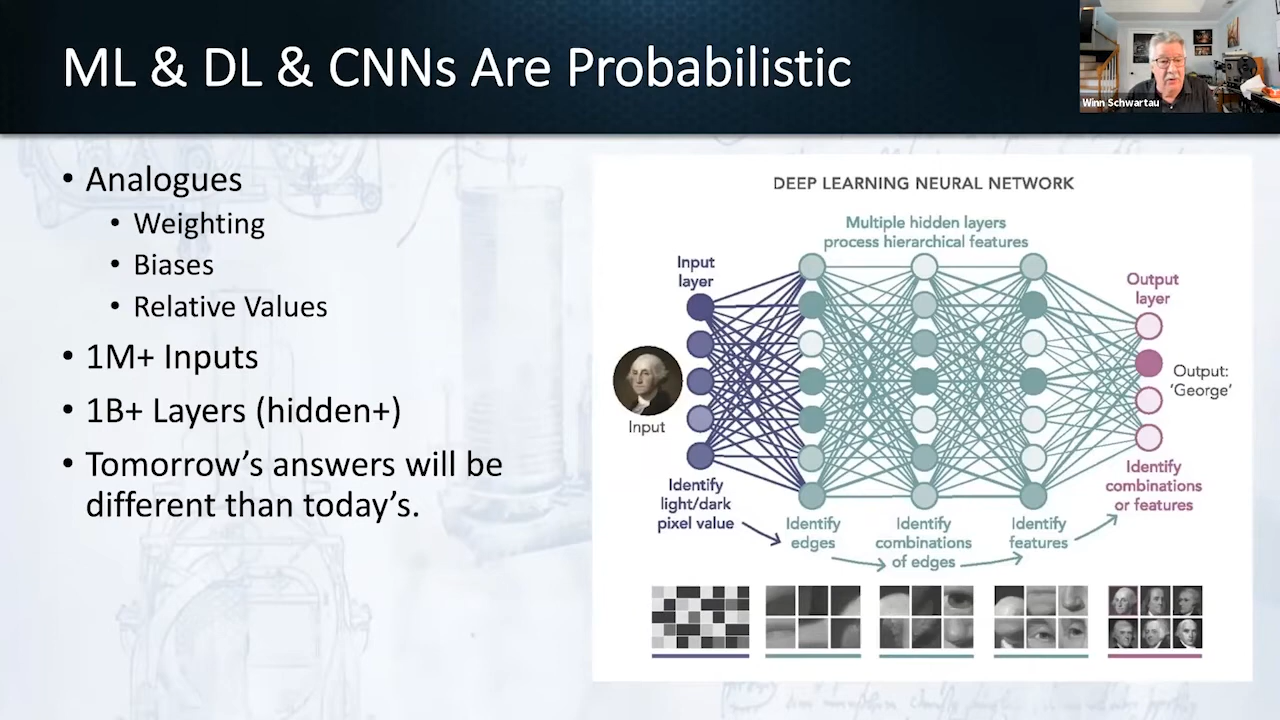 ML & DL & CNNs Are Probabilistic
Winn Schwartau
• Analogues
• Weighting
• Biases
• Relative Values
• 1M+ Inputs
• 1B+ Layers (hidden+)
• Tomorrow’s answers will be
different than today’s.
DEEP LEARNING NEURAL NETWORK
Multiple hidden layers
process hierarchical features
Input
layer
Output
layer
Input
Output:
‘George’
Identify
light/dark
pixel value
Identify
edges
Identify
combinations
of edges
Identify
features
Identify
combinations
or features